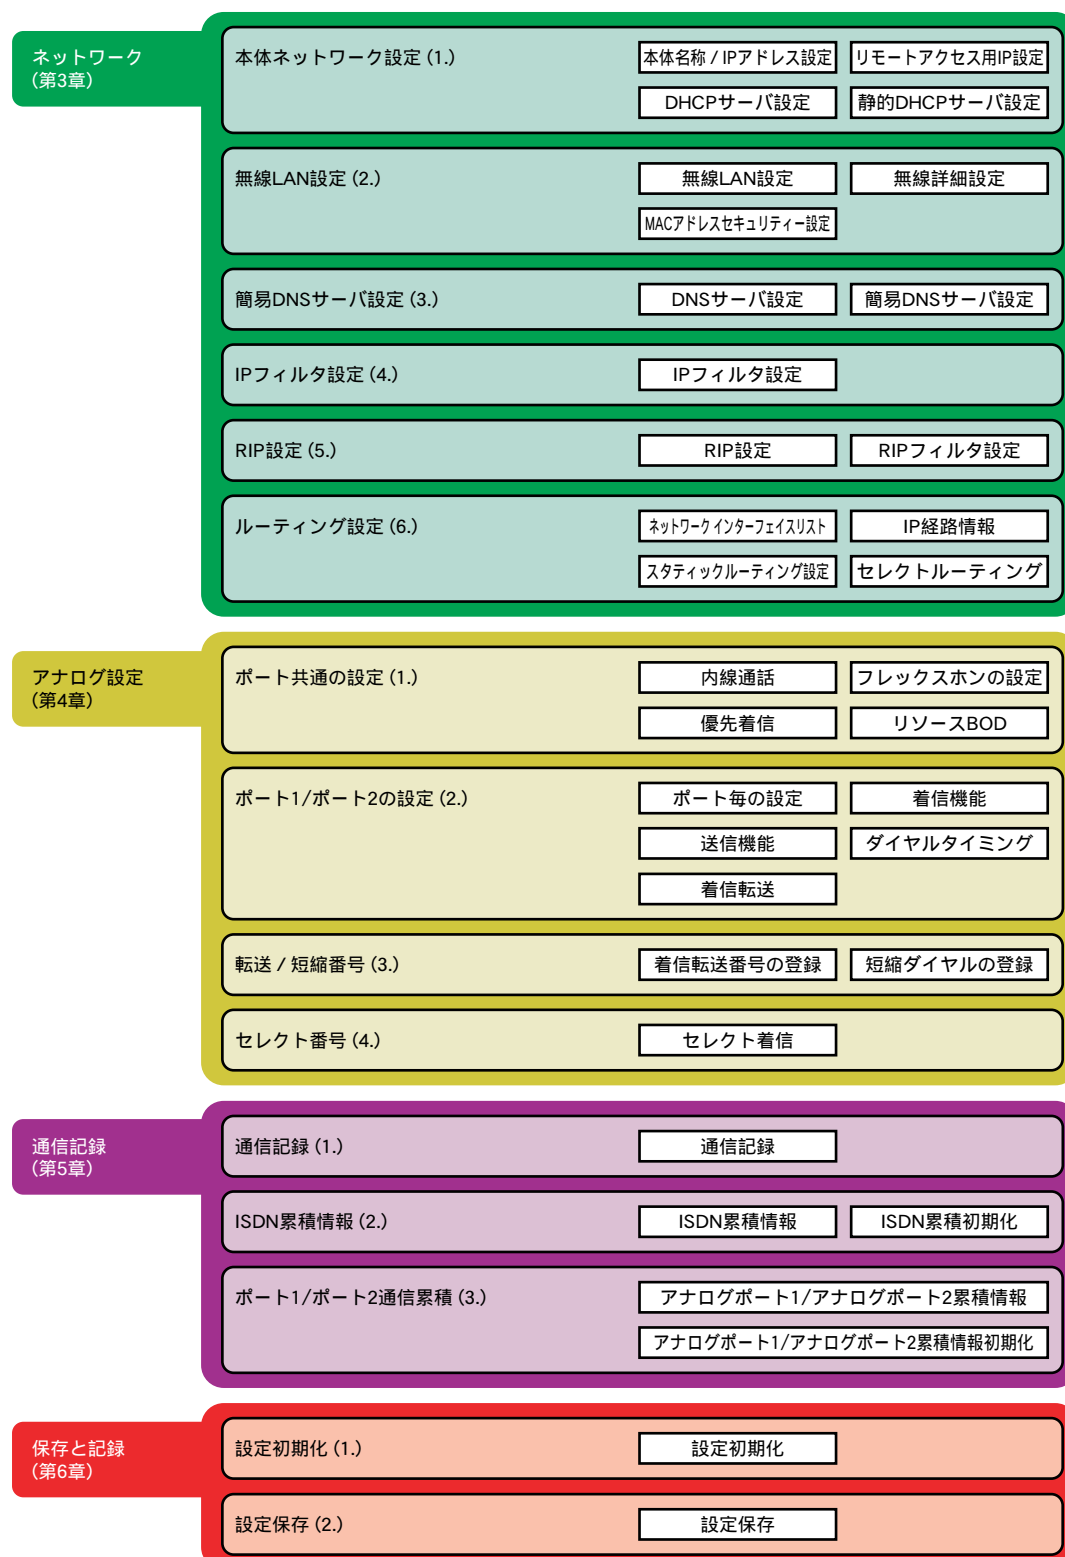 ネットワーク
(第3章)
本体ネットワーク設定 (1.)
本体名称 / IPアドレス設定
リモートアクセス用IP設定
DHCPサーバ設定
静的DHCPサーバ設定
無線LAN設定 (2.)
無線LAN設定
無線詳細設定
MACアドレスセキュリティー設定
簡易DNSサーバ設定 (3.)
DNSサーバ設定
簡易DNSサーバ設定
IPフィルタ設定 (4.)
IPフィルタ設定
RIP設定 (5.)
RIP設定
RIPフィルタ設定
ルーティング設定 (6.)
ネットワークインターフェイスリスト
IP経路情報
スタティックルーティング設定
セレクトルーティング
アナログ設定
(第4章)
ポート共通の設定 (1.)
内線通話
フレックスホンの設定
優先着信
リソースBOD
ポート1/ポート2の設定 (2.)
ポート毎の設定
着信機能
送信機能
ダイヤルタイミング
着信転送
転送 / 短縮番号 (3.)
着信転送番号の登録
短縮ダイヤルの登録
セレクト番号 (4.)
セレクト着信
通信記録
(第5章)
通信記録 (1.)
通信記録
ISDN累積情報 (2.)
ISDN累積情報
ISDN累積初期化
ポート1/ポート2通信累積 (3.)
アナログポート1/アナログポート2累積情報
アナログポート1/アナログポート2累積情報初期化
保存と記録
(第6章)
設定初期化 (1.)
設定初期化
設定保存 (2.)
設定保存